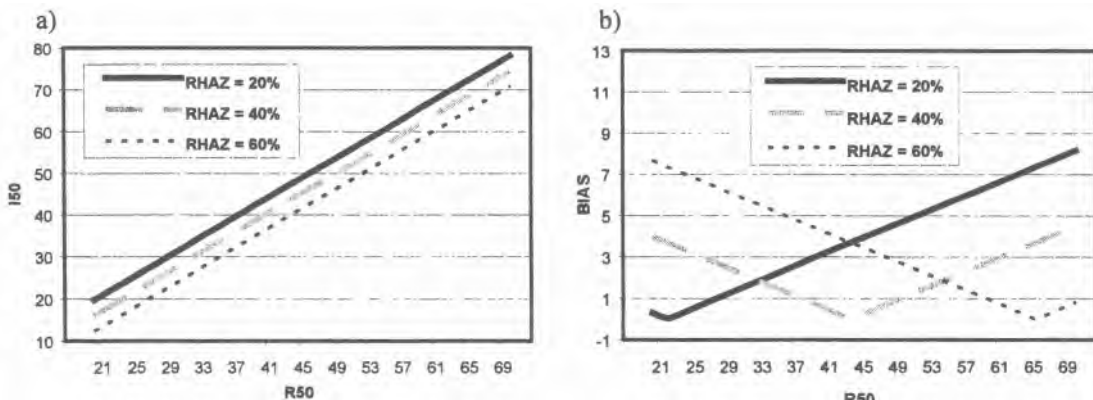 a)
80
70
60
50
40
30
20
10
I50
RHAZ = 20%
RHAZ = 40%
RHAZ = 60%
21 25 29 33 37 41 45 49 53 57 61 65 69
R50
b)
13
11
9
7
5
3
1
-1
BIAS
RHAZ = 20%
RHAZ = 40%
RHAZ = 60%
21 25 29 33 37 41 45 49 53 57 61 65 69
R50